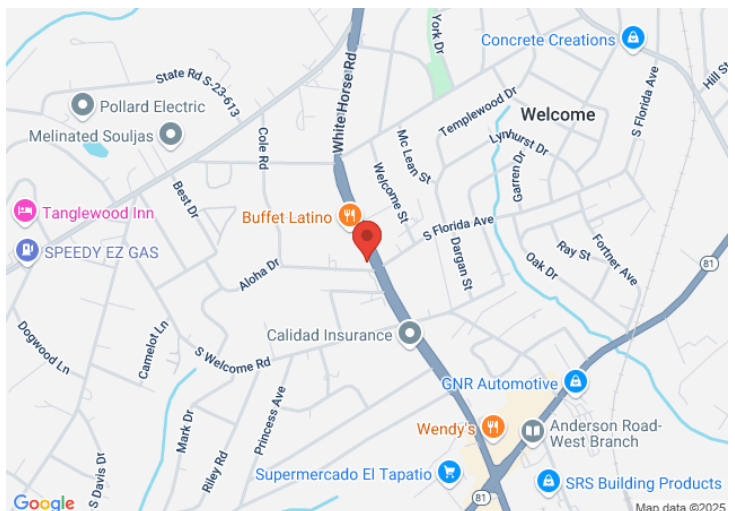 York Dr
Concrete Creations
Hill St
State Rd S-23-613
White Horse Rd
S Florida Ave
Pollard Electric
Templewood Dr
Welcome
Melinated Souljas
Cole Rd
Mc Lean St
Lynhurst Dr
Garren Dr
Welcome St
Best Dr
Tanglewood Inn
Buffet Latino
S Florida Ave
SPEEDY EZ GAS
Dargan St
Ray St
Fortner Ave
Oak Dr
81
Aloha Dr
Dogwood Ln
Camelot Ln
S Welcome Rd
Calidad Insurance
GNR Automotive
Mark Dr
Princess Ave
Wendy's
Anderson Road-
West Branch
Riley Rd
S Davis Dr
Supermercado El Tapatio
SRS Building Products
81
Google
Map data ©2025